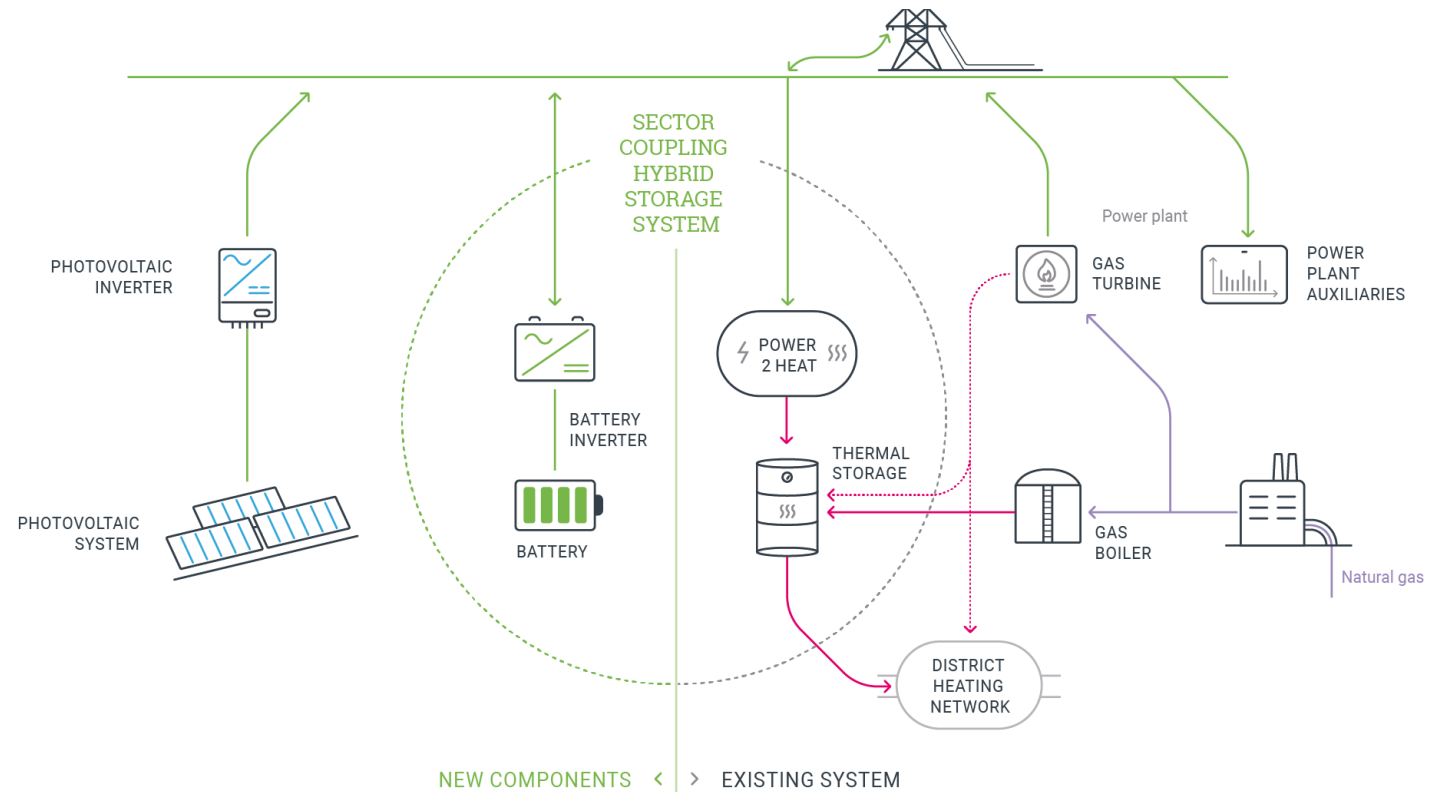 SECTOR
COUPLING
HYBRID
STORAGE
SYSTEM
Power plant
PHOTOVOLTAIC
INVERTER
GAS
TURBINE
POWER
PLANT
AUXILIARIES
POWER
2 HEAT
BATTERY
INVERTER
THERMAL
STORAGE
PHOTOVOLTAIC
SYSTEM
BATTERY
GAS
BOILER
Natural gas
DISTRICT
HEATING
NETWORK
NEW COMPONENTS
EXISTING SYSTEM